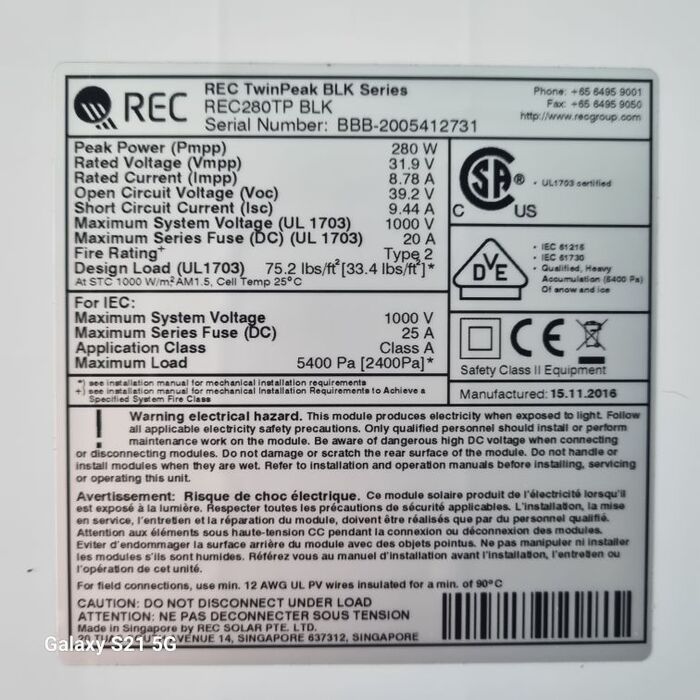 REC
REC TwinPeak BLK Series
REC280TP BLK
Serial Number: BBB-2005412731
Phone: +65 6495 9001
Fax: +65 6495 9050
http://www.recgroup.com
Peak Power (Pmpp) 280 W
Rated Voltage (Vmpp) 31.9 V
Rated Current (Impp) 8.78 A
Open Circuit Voltage (Voc) 39.2 V
Short Circuit Current (Isc) 9.44 A
Maximum System Voltage (UL 1703) 1000 V
Maximum Series Fuse (DC) (UL 1703) 20 A
Fire Rating+ Type 2
Design Load (UL1703) 75.2 lbs/ft²[33.4 lbs/ft²]*
At STC 1000 W/m², AM1.5, Cell Temp 25°C
For IEC:
Maximum System Voltage 1000 V
Maximum Series Fuse (DC) 25 A
Application Class Class A
Maximum Load 5400 Pa [2400Pa]*
*) see installation manual for mechanical installation requirements
+) see installation manual for mechanical Installation Requirements to Achieve a
Specified System Fire Class
SA ®
C US
• UL1703 certified
DVE
• IEC 61215
• IEC 61730
• Qualified, Heavy
Accumulation (5400 Pa)
Of snow and ice
CE
Safety Class II Equipment
Manufactured: 15.11.2016
! Warning electrical hazard. This module produces electricity when exposed to light. Follow
all applicable electricity safety precautions. Only qualified personnel should install or perform
maintenance work on the module. Be aware of dangerous high DC voltage when connecting
or disconnecting modules. Do not damage or scratch the rear surface of the module. Do not handle or
install modules when they are wet. Refer to installation and operation manuals before installing, servicing
or operating this unit.
Avertissement: Risque de choc électrique. Ce module solaire produit de l'électricité lorsqu'il
est exposé à la lumière. Respecter toutes les précautions de sécurité applicables. L'installation, la mise
en service, l'entretien et la réparation du module, doivent être réalisés que par du personnel qualifié.
Attention aux éléments sous haute-tension CC pendant la connexion ou déconnexion des modules.
Eviter d'endommager la surface arrière du module avec des objets pointus. Ne pas manipuler ni installer
les modules s'ils sont humides. Référez vous au manuel d'installation avant l'installation, l'entretien ou
l'opération de cet unité.
For field connections, use min. 12 AWG UL PV wires insulated for a min. of 90°C
CAUTION: DO NOT DISCONNECT UNDER LOAD
ATTENTION: NE PAS DECONNECTER SOUS TENSION
Made in Singapore by REC SOLAR PTE. LTD.
20 AVENUE 14, SINGAPORE 637312, SINGAPORE
Galaxy S21 5G